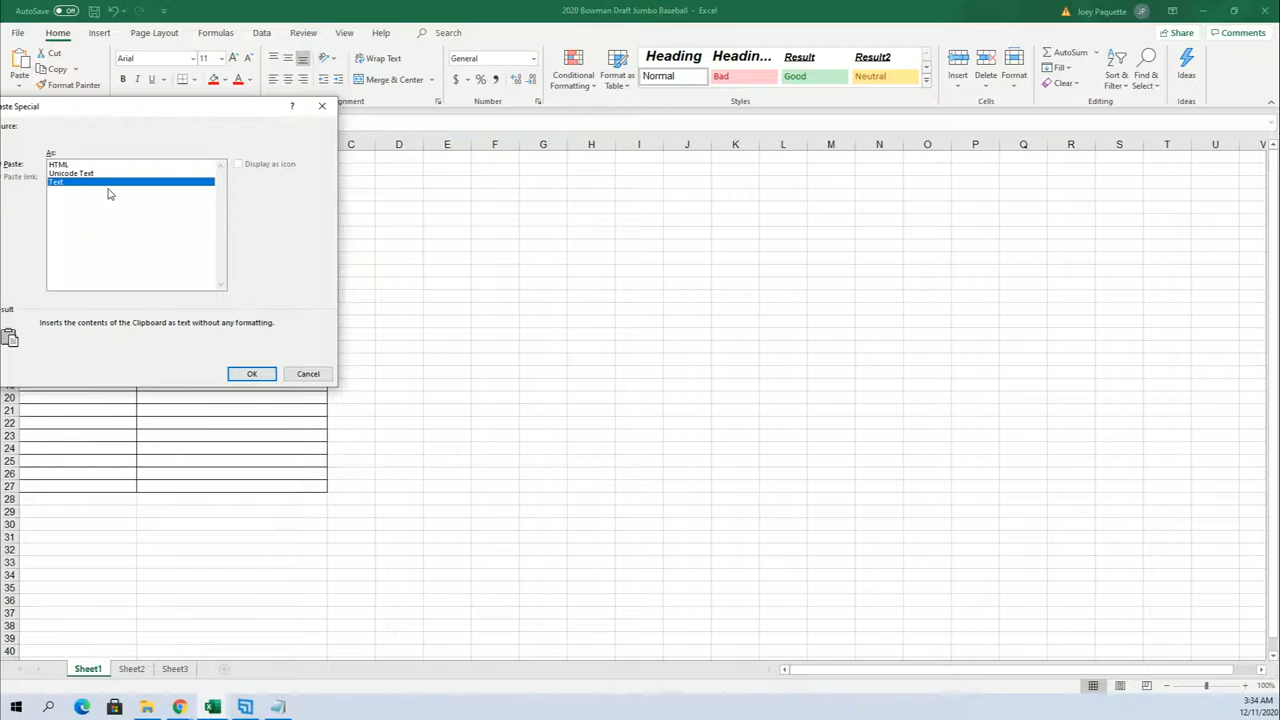 AutoSave Off 2020 Bowman Draft Jumbo Baseball - Excel Joey Paquette JP
File Home Insert Page Layout Formulas Data Review View Help Search Share Comments
Paste Cut Copy Format Painter
Arial 11 A A B I U A
ab Wrap Text Merge & Center
General $ % ,
Conditional Formatting Format as Table
Heading Headin... Result Result2
Normal Bad Good Neutral
Insert Delete Format
AutoSum Fill Clear Sort & Filter Find & Select Ideas
gnment Number Styles Cells Editing Ideas
aste Special ?
urce:
As:
Paste:
Paste link:
HTML
Unicode Text
Text
Display as icon
sult
Inserts the contents of the Clipboard as text without any formatting.
OK Cancel
C D E F G H I J K L M N O P Q R S T U V
20
21
22
23
24
25
26
27
28
29
30
31
32
33
34
35
36
37
38
39
40
Sheet1 Sheet2 Sheet3
100%
3:34 AM
12/11/2020